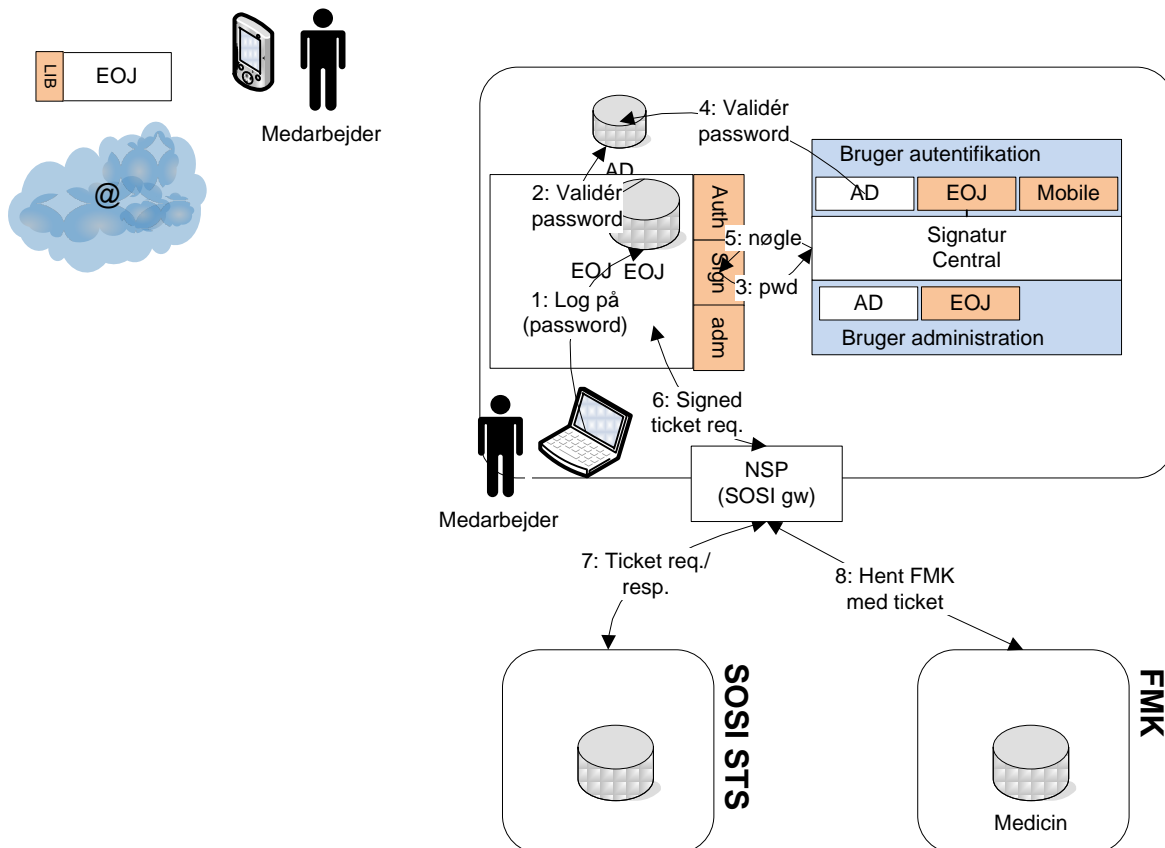 LIB
EOJ
Medarbejder
@
4: Validér
password
AD
2: Validér
password
EOJ EOJ
1: Log på
(password)
Auth
Sign
adm
5: nøgle
3: pwd
Bruger autentifikation
AD
EOJ
Mobile
Signatur
Central
AD
EOJ
Bruger administration
6: Signed
ticket req.
Medarbejder
NSP
(SOSI gw)
7: Ticket req./
resp.
8: Hent FMK
med ticket
SOSI STS
FMK
Medicin